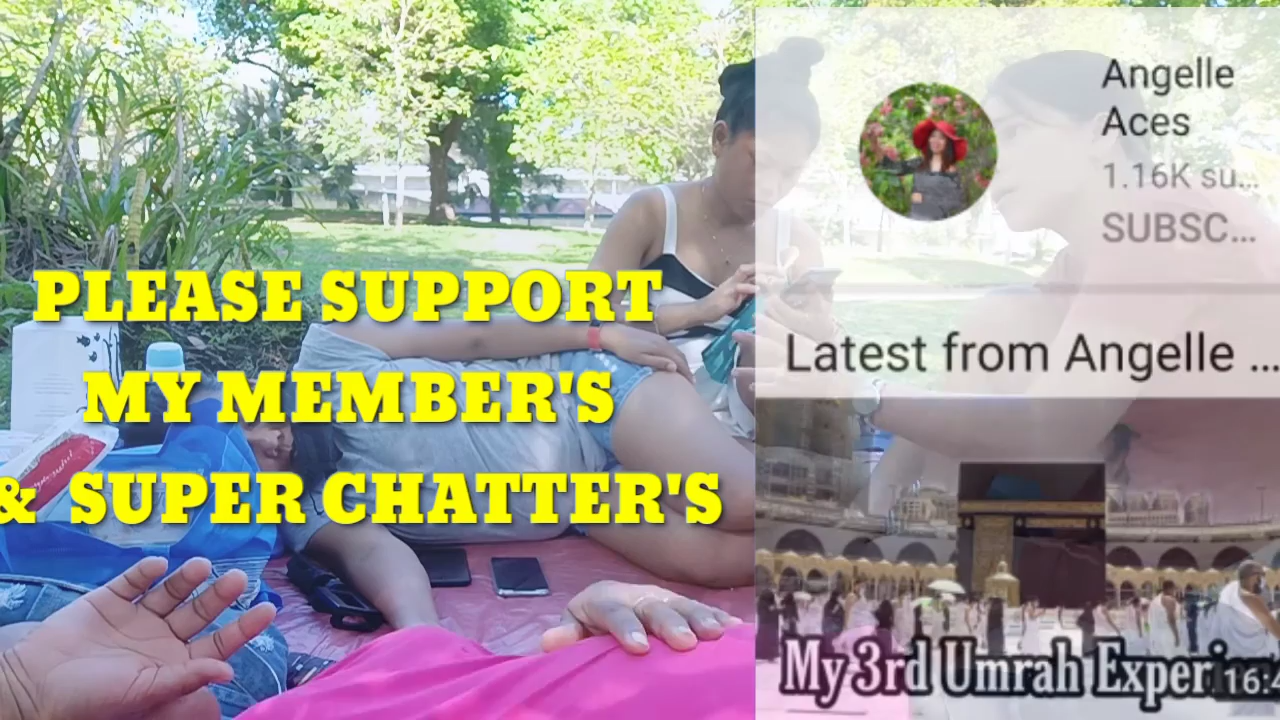 PLEASE SUPPORT
MY MEMBER'S
& SUPER CHATTER'S
Angelle
Aces
1.16K su...
SUBSC...
Latest from Angelle ...
My 3rd Umrah Experi
16:4